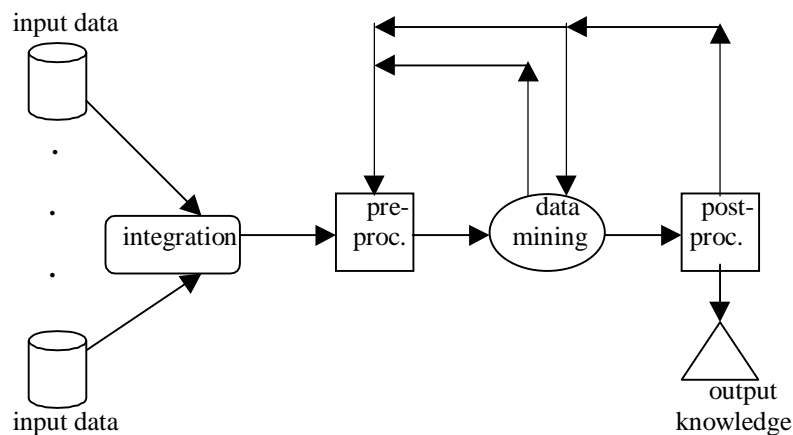 input data
integration
pre-
proc.
data
mining
post-
proc.
input data
output
knowledge